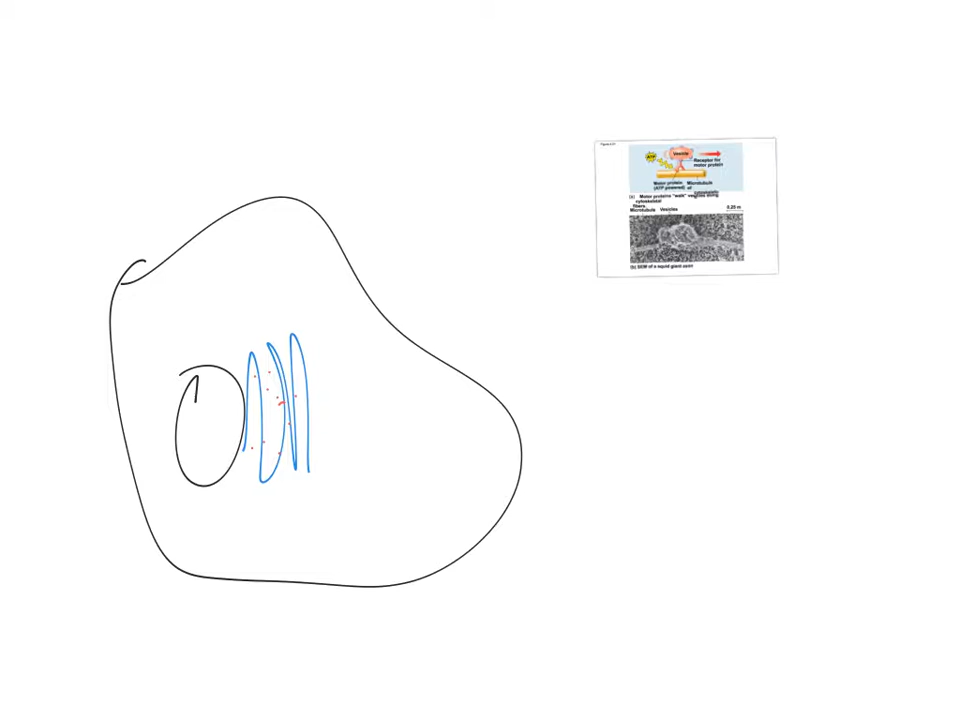 ATP
Vesicle
Receptor for
motor protein
Motor protein Microtubule
(ATP powered) of
cytoskeleton
(a) Motor proteins "walk" vesicles along
cytoskeletal
fibers.
Microtubule Vesicles 0.25 m
(b) SEM of a squid giant axon